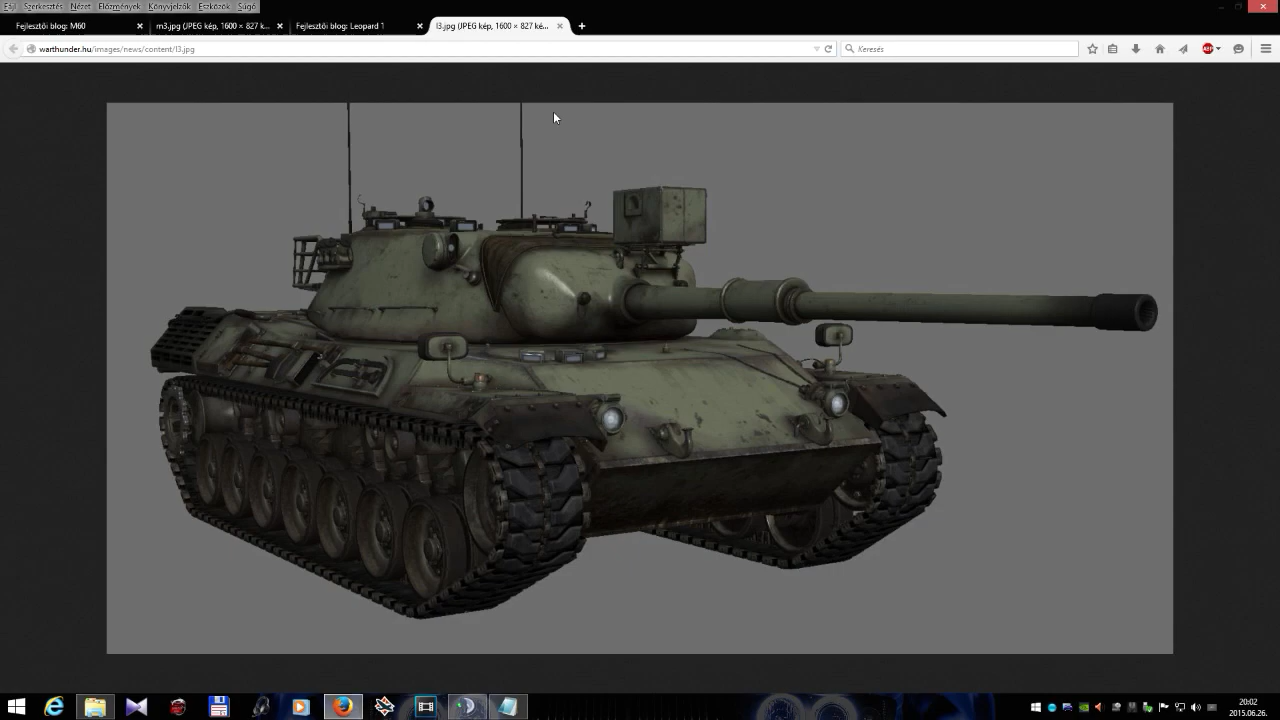 Fájl Szerkesztés Nézet Előzmények Könyvjelzők Eszközök Súgó
Fejlesztői blog: M60
m3.jpg (JPEG kép, 1600 × 827 k...
Fejlesztői blog: Leopard 1
l3.jpg (JPEG kép, 1600 × 827 ké...
warthunder.hu/images/news/content/l3.jpg
Keresés
ABP
20:02
2015.06.26.